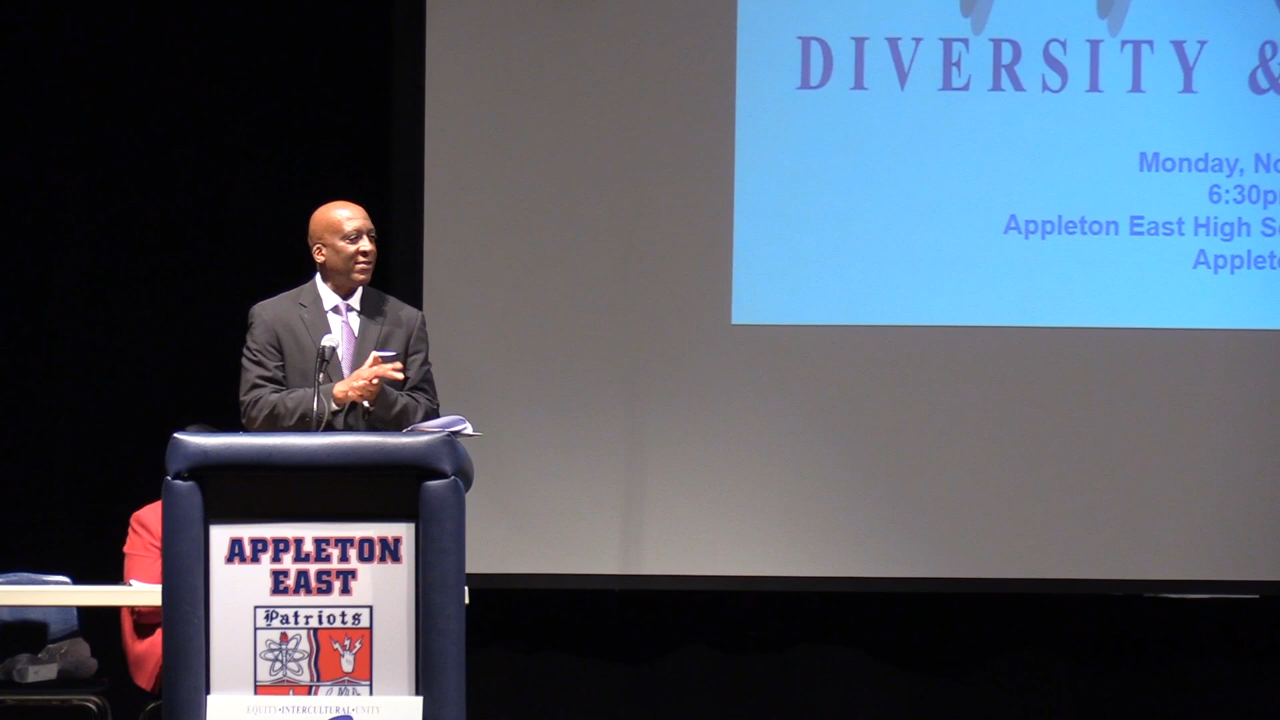 DIVERSITY &
Monday, No
6:30p
Appleton East High S
Applet
APPLETON
EAST
Patriots
EQUITY•INTERCULTURAL•UNITY